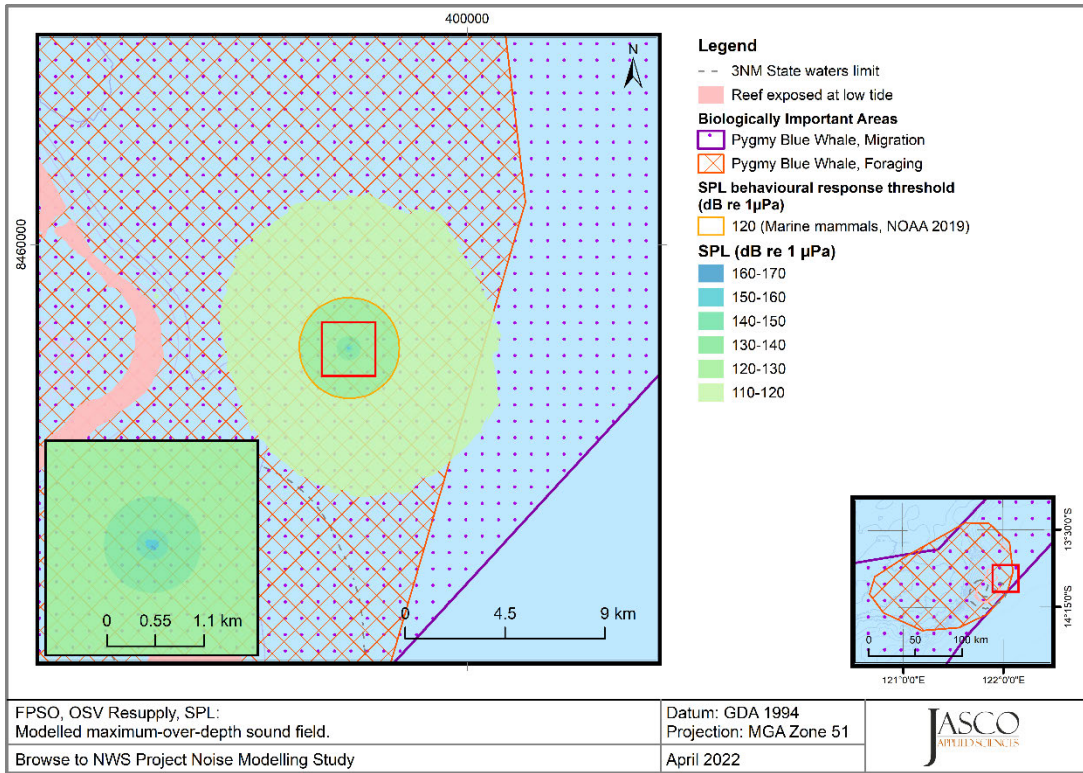 400000
8460000
N
0 0.55 1.1 km
0 4.5 9 km
Legend
3NM State waters limit
Reef exposed at low tide
Biologically Important Areas
Pygmy Blue Whale, Migration
Pygmy Blue Whale, Foraging
SPL behavioural response threshold
(dB re 1µPa)
120 (Marine mammals, NOAA 2019)
SPL (dB re 1 µPa)
160-170
150-160
140-150
130-140
120-130
110-120
13°30'0"S
14°15'0"S
0 50 100 km
121°0'0"E 122°0'0"E
FPSO, OSV Resupply, SPL:
Modelled maximum-over-depth sound field.
Browse to NWS Project Noise Modelling Study
Datum: GDA 1994
Projection: MGA Zone 51
April 2022
JASCO
APPLIED SCIENCES